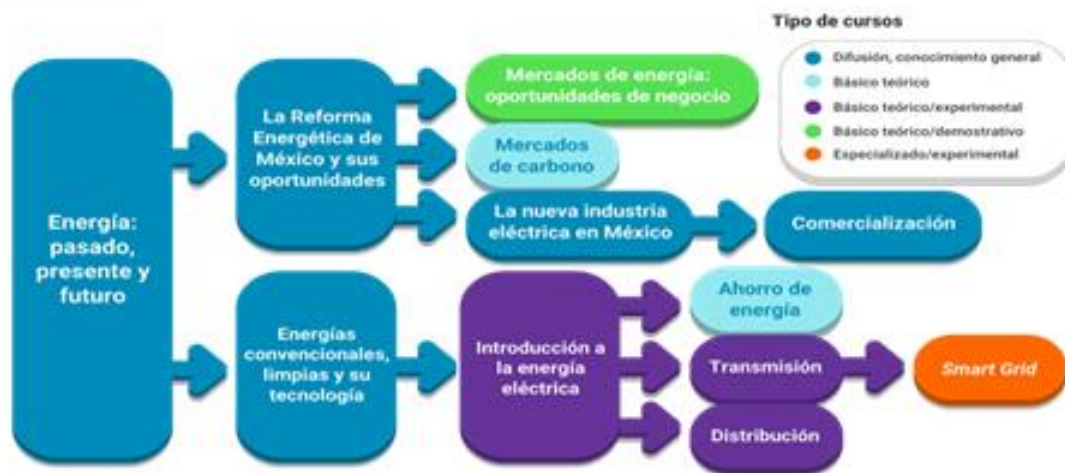 Tipo de cursos
Difusión, conocimiento general
Básico teórico
Básico teórico/experimental
Básico teórico/demostrativo
Especializado/experimental
Energía:
pasado,
presente y
futuro
La Reforma
Energética de
México y sus
oportunidades
Mercados de energía:
oportunidades de negocio
Mercados
de carbono
La nueva industria
eléctrica en México
Comercialización
Energías
convencionales,
limpias y su
tecnología
Introducción a
la energía
eléctrica
Ahorro de
energía
Transmisión
Smart Grid
Distribución